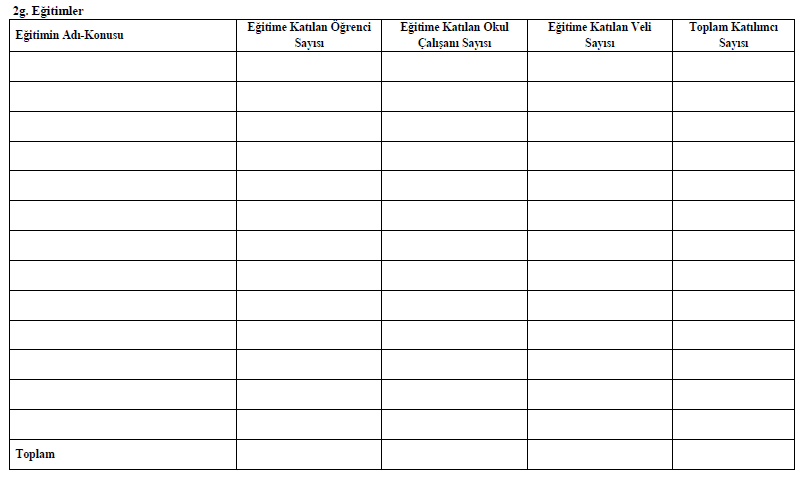 2g. Eğitimler
Eğitimin Adı-Konusu
Eğitime Katılan Öğrenci
Sayısı
Eğitime Katılan Okul
Çalışanı Sayısı
Eğitime Katılan Veli
Sayısı
Toplam Katılımcı
Sayısı
Toplam